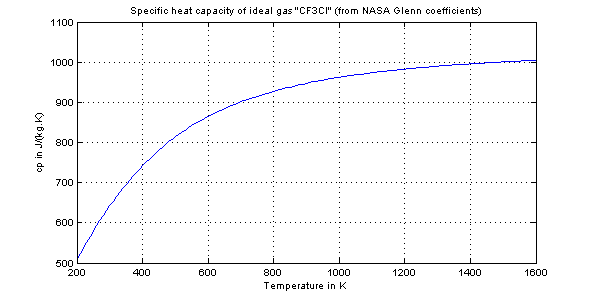 Specific heat capacity of ideal gas "CF3Cl" (from NASA Glenn coefficients)
1100
1000
900
800
700
600
500
cp in J/(kg.K)
200 400 600 800 1000 1200 1400 1600
Temperature in K